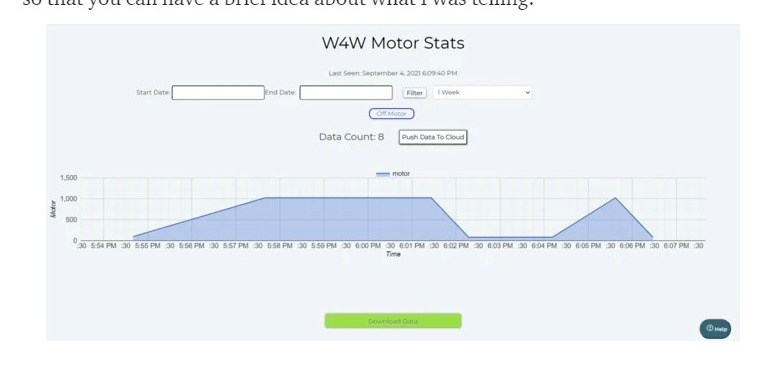 so that you can have a brief idea about what I was telling.
W4W Motor Stats
Last Seen: September 4, 2021 6:09:40 PM
Start Date: End Date: Filter 1 Week
Off Motor
Data Count: 8 Push Data To Cloud
motor
1,500
1,000
500
0
Motor
:30 5:54 PM :30 5:55 PM :30 5:56 PM :30 5:57 PM :30 5:58 PM :30 5:59 PM :30 6:00 PM :30 6:01 PM :30 6:02 PM :30 6:03 PM :30 6:04 PM :30 6:05 PM :30 6:06 PM :30 6:07 PM :30
Time
Download Data
Help